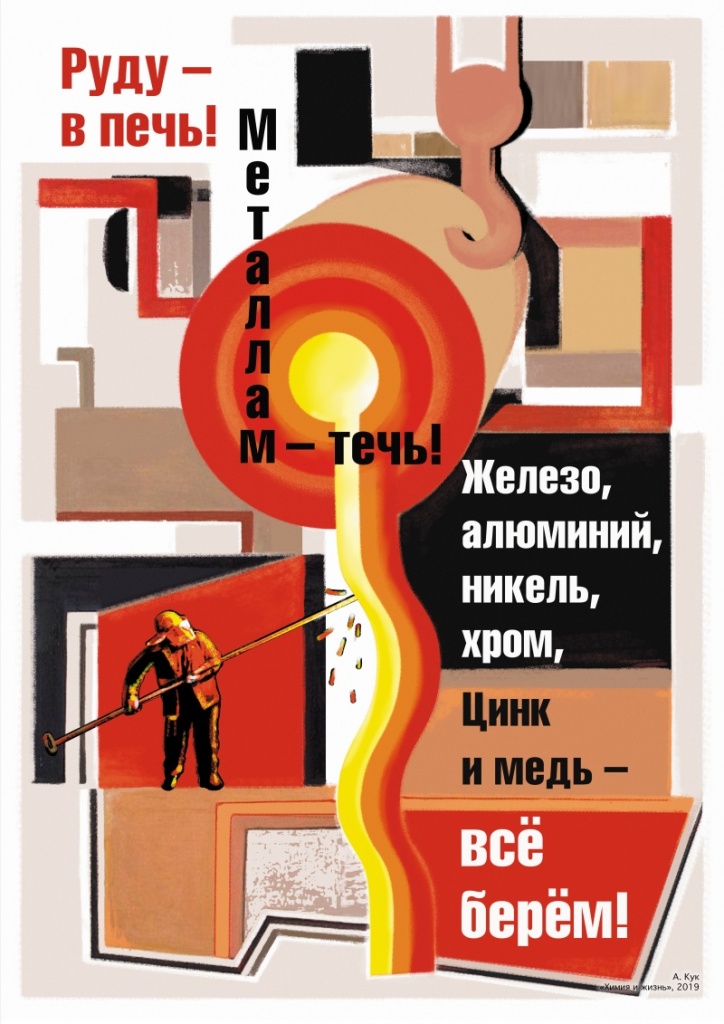 Руду –
в печь!
Металлам – течь!
Железо,
алюминий,
никель,
хром,
Цинк
и медь –
всё
берём!
А. Кук
«Химия и жизнь», 2019